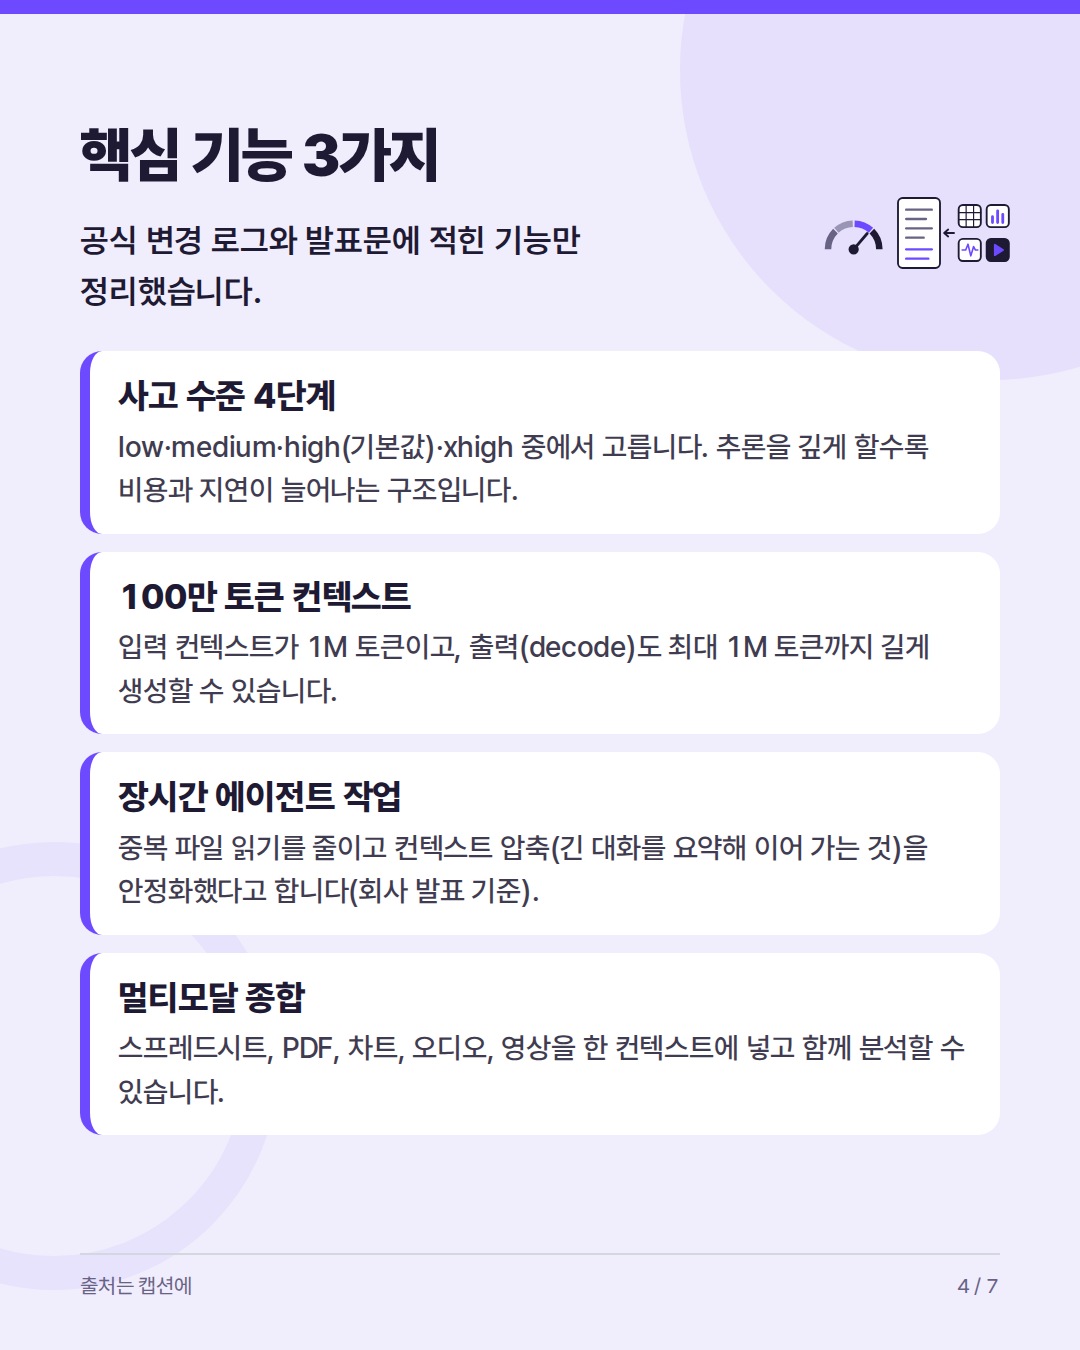 핵심 기능 3가지
공식 변경 로그와 발표문에 적힌 기능만
정리했습니다.
사고 수준 4단계
low·medium·high(기본값)·xhigh 중에서 고릅니다. 추론을 깊게 할수록
비용과 지연이 늘어나는 구조입니다.
100만 토큰 컨텍스트
입력 컨텍스트가 1M 토큰이고, 출력(decode)도 최대 1M 토큰까지 길게
생성할 수 있습니다.
장시간 에이전트 작업
중복 파일 읽기를 줄이고 컨텍스트 압축(긴 대화를 요약해 이어 가는 것)을
안정화했다고 합니다(회사 발표 기준).
멀티모달 종합
스프레드시트, PDF, 차트, 오디오, 영상을 한 컨텍스트에 넣고 함께 분석할 수
있습니다.
출처는 캡션에
4 / 7